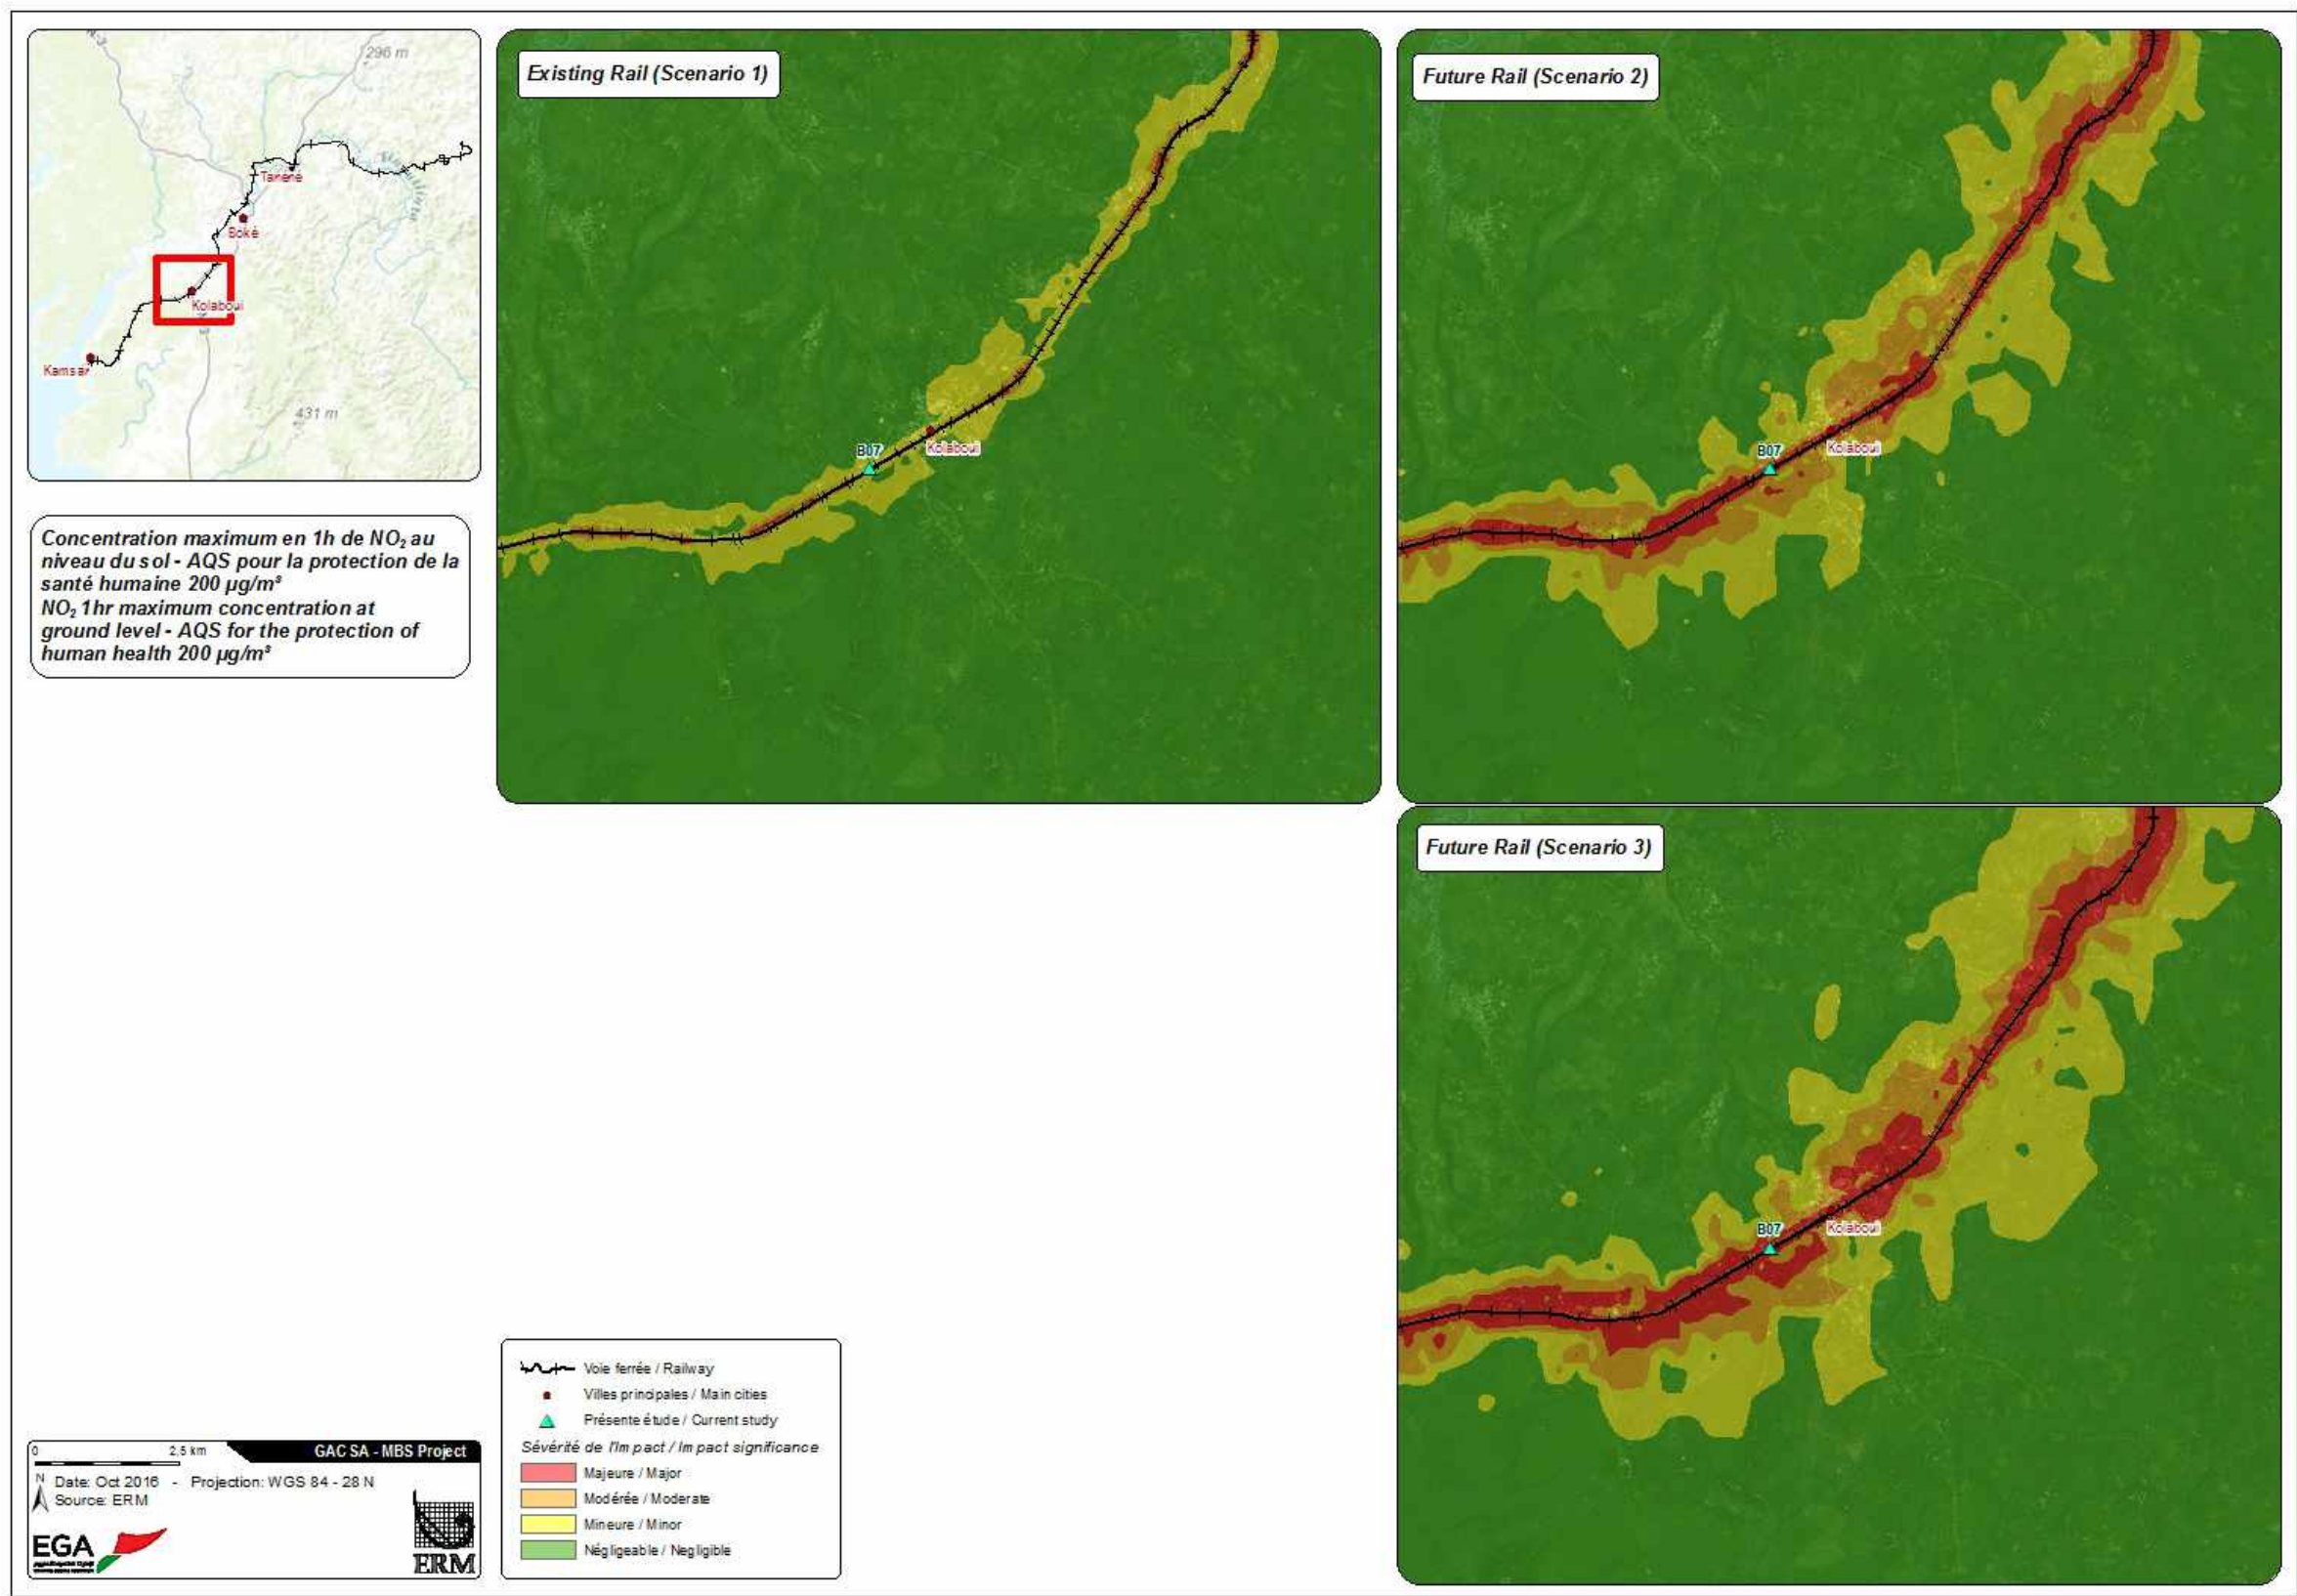 N-3
296 m
Tanéné
Boké
Kolaboui
Kamsar
431 m
Concentration maximum en 1h de NO₂ au
niveau du sol - AQS pour la protection de la
santé humaine 200 µg/m³
NO₂ 1hr maximum concentration at
ground level - AQS for the protection of
human health 200 µg/m³
Existing Rail (Scenario 1)
B07
Kolaboui
Future Rail (Scenario 2)
B07
Kolaboui
Future Rail (Scenario 3)
B07
Kolaboui
Voie ferrée / Railway
Villes principales / Main cities
Présente étude / Current study
Sévérité de l'Impact / Impact significance
Majeure / Major
Modérée / Moderate
Mineure / Minor
Négligeable / Negligible
0 2,5 km
GAC SA - MBS Project
N
Date: Oct 2016 - Projection: WGS 84 - 28 N
Source: ERM
EGA
ERM